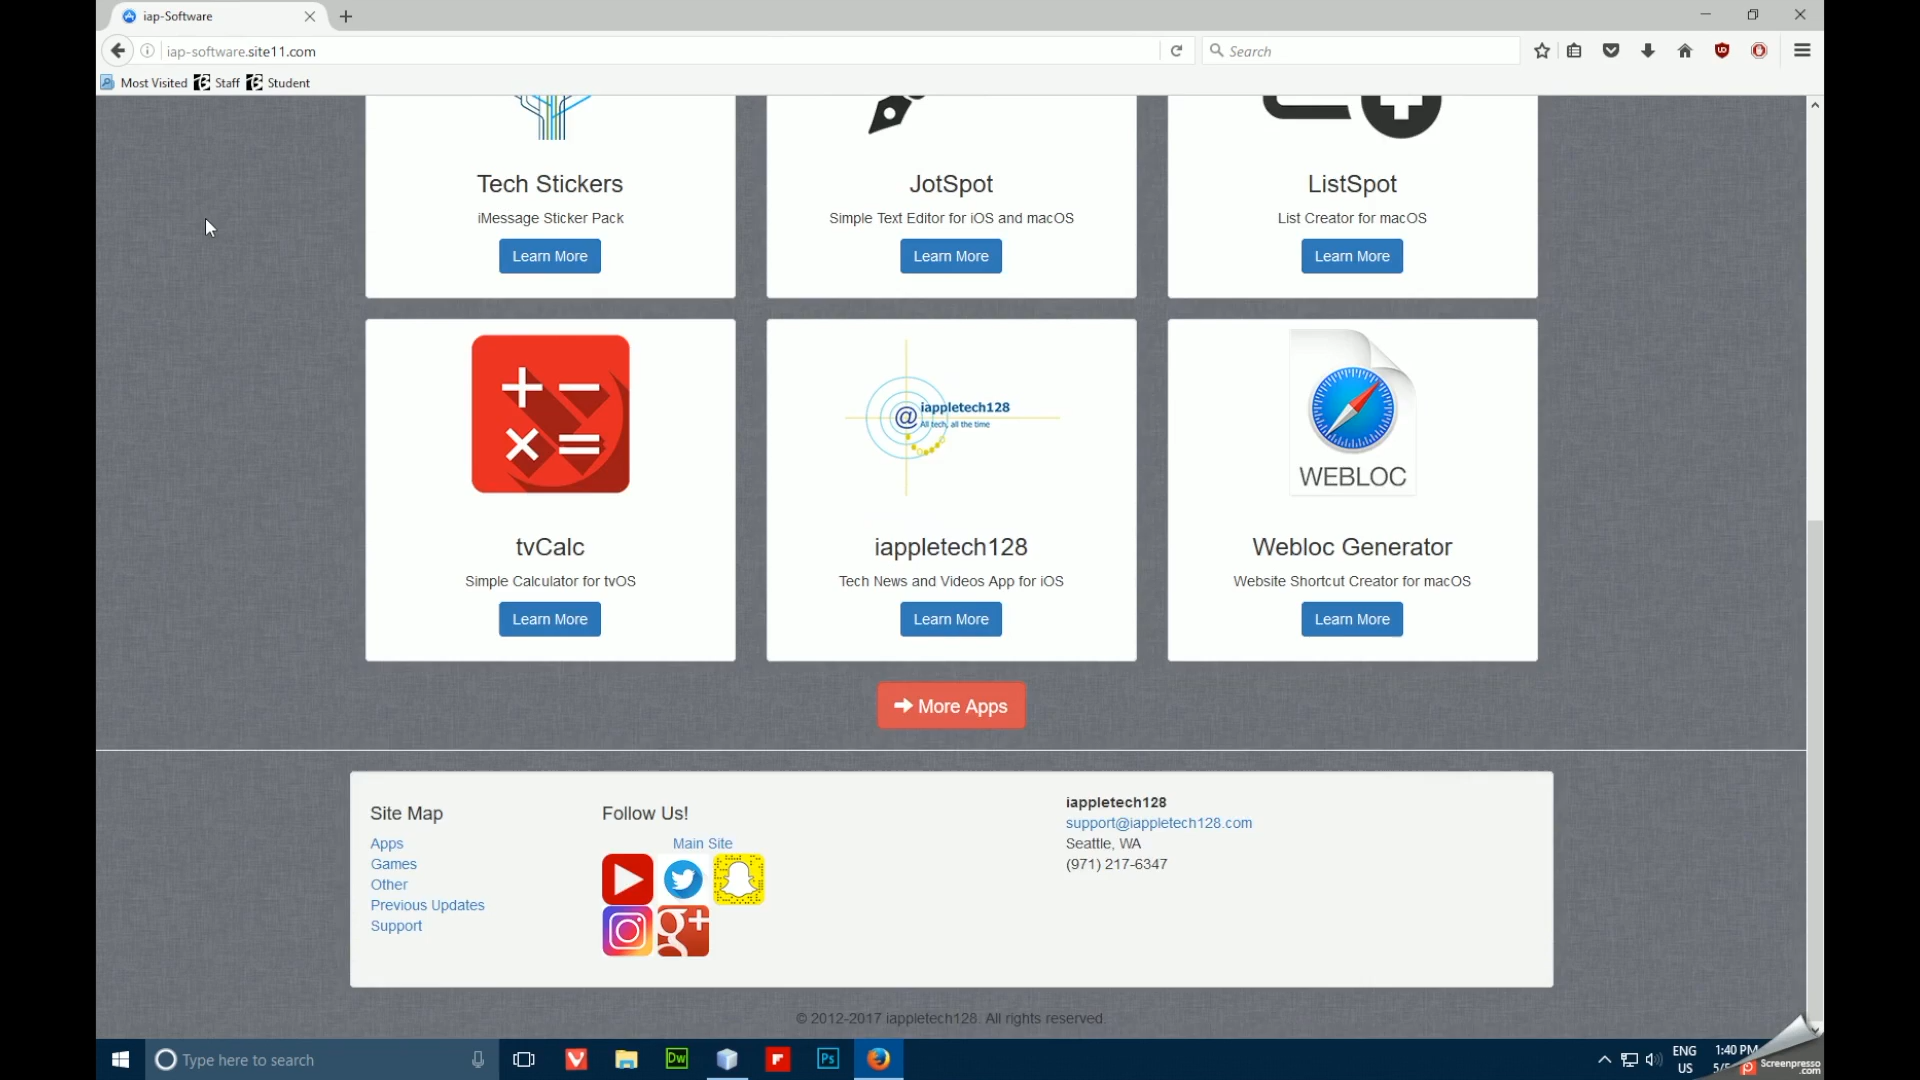 iap-Software
iap-software.site11.com
Search
Most Visited
Staff
Student
Tech Stickers
iMessage Sticker Pack
Learn More
JotSpot
Simple Text Editor for iOS and macOS
Learn More
ListSpot
List Creator for macOS
Learn More
@ iappletech128
All tech, all the time
WEBLOC
tvCalc
Simple Calculator for tvOS
Learn More
iappletech128
Tech News and Videos App for iOS
Learn More
Webloc Generator
Website Shortcut Creator for macOS
Learn More
More Apps
Site Map
Apps
Games
Other
Previous Updates
Support
Follow Us!
Main Site
g+
iappletech128
support@iappletech128.com
Seattle, WA
(971) 217-6347
© 2012-2017 iappletech128. All rights reserved.
Type here to search
Dw
Ps
ENG
US
1:40 PM
Screenpresso
.com